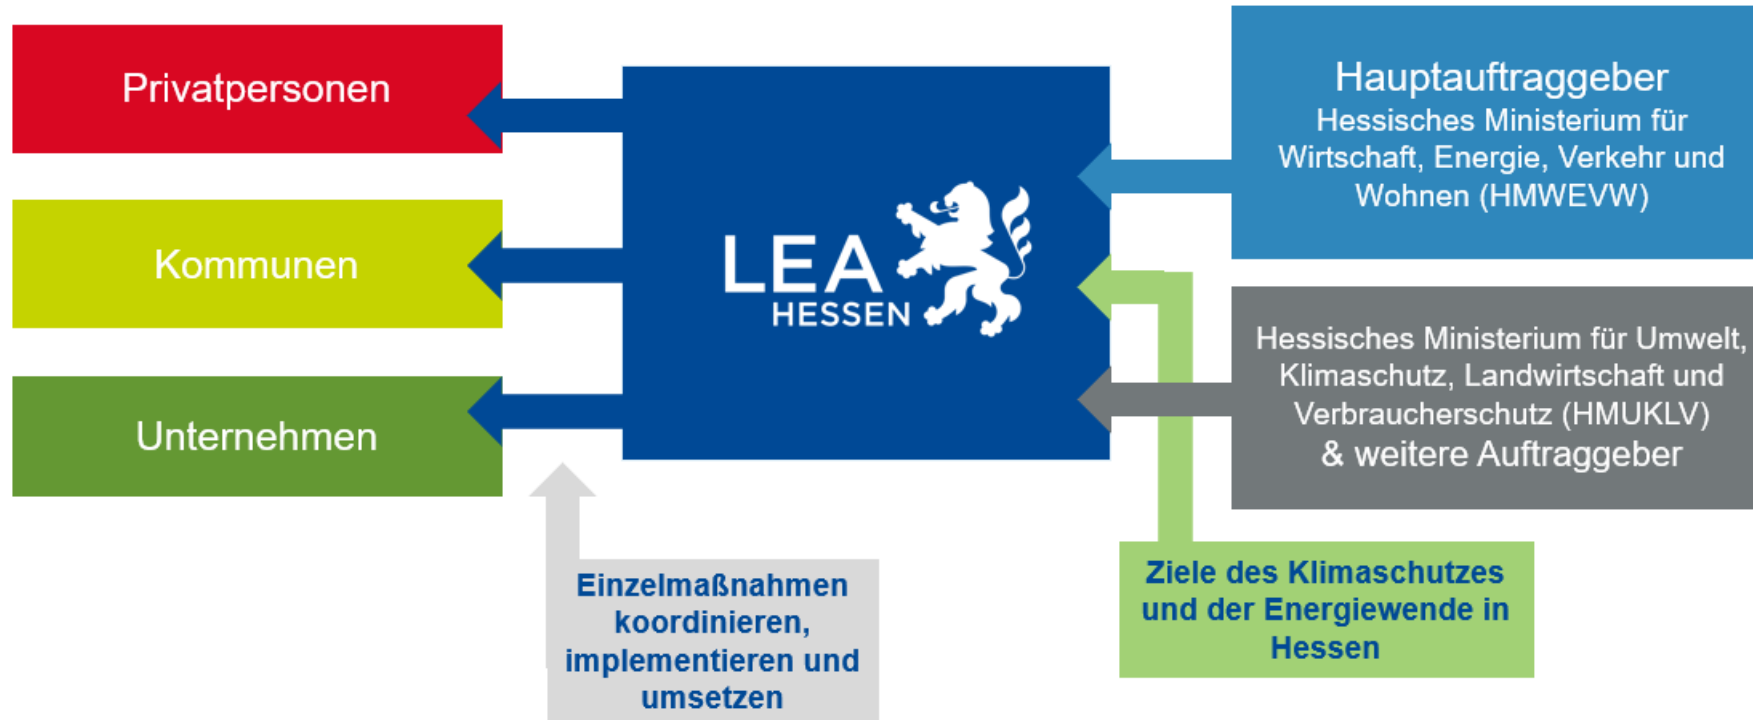 Privatpersonen
Kommunen
Unternehmen
LEA
HESSEN
Hauptauftraggeber
Hessisches Ministerium für
Wirtschaft, Energie, Verkehr und
Wohnen (HMWEVW)
Hessisches Ministerium für Umwelt,
Klimaschutz, Landwirtschaft und
Verbraucherschutz (HMUKLV)
& weitere Auftraggeber
Einzelmaßnahmen
koordinieren,
implementieren und
umsetzen
Ziele des Klimaschutzes
und der Energiewende in
Hessen